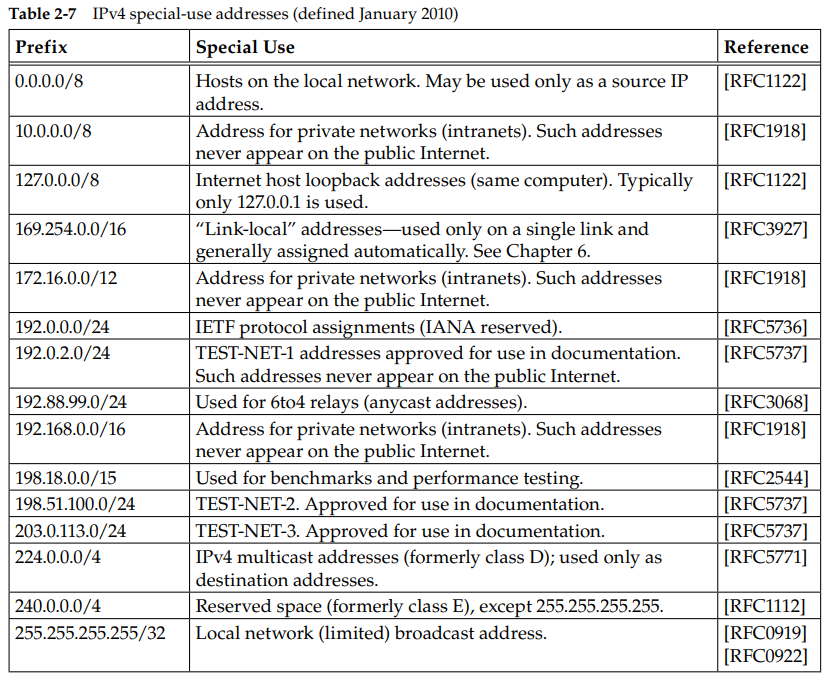 Table 2-7 IPv4 special-use addresses (defined January 2010)
Prefix Special Use Reference
0.0.0.0/8 Hosts on the local network. May be used only as a source IP [RFC1122]
address.
10.0.0.0/8 Address for private networks (intranets). Such addresses [RFC1918]
never appear on the public Internet.
127.0.0.0/8 Internet host loopback addresses (same computer). Typically [RFC1122]
only 127.0.0.1 is used.
169.254.0.0/16 “Link-local” addresses—used only on a single link and [RFC3927]
generally assigned automatically. See Chapter 6.
172.16.0.0/12 Address for private networks (intranets). Such addresses [RFC1918]
never appear on the public Internet.
192.0.0.0/24 IETF protocol assignments (IANA reserved). [RFC5736]
192.0.2.0/24 TEST-NET-1 addresses approved for use in documentation. [RFC5737]
Such addresses never appear on the public Internet.
192.88.99.0/24 Used for 6to4 relays (anycast addresses). [RFC3068]
192.168.0.0/16 Address for private networks (intranets). Such addresses [RFC1918]
never appear on the public Internet.
198.18.0.0/15 Used for benchmarks and performance testing. [RFC2544]
198.51.100.0/24 TEST-NET-2. Approved for use in documentation. [RFC5737]
203.0.113.0/24 TEST-NET-3. Approved for use in documentation. [RFC5737]
224.0.0.0/4 IPv4 multicast addresses (formerly class D); used only as [RFC5771]
destination addresses.
240.0.0.0/4 Reserved space (formerly class E), except 255.255.255.255. [RFC1112]
255.255.255.255/32 Local network (limited) broadcast address. [RFC0919]
[RFC0922]